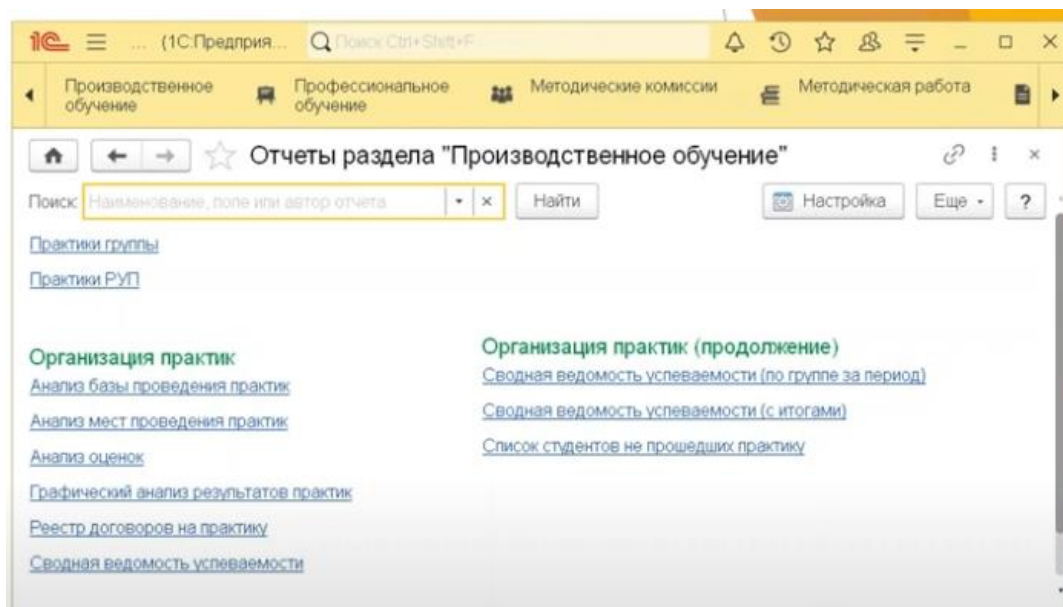 1С ... (1С:Предприя... Поиск Ctrl+Shift+F
Производственное обучение
Профессиональное обучение
Методические комиссии
Методическая работа
Отчеты раздела "Производственное обучение"
Поиск: Наименование, поле или автор отчета Найти Настройка Еще ?
Практики группы
Практики РУП
Организация практик
Анализ базы проведения практик
Анализ мест проведения практик
Анализ оценок
Графический анализ результатов практик
Реестр договоров на практику
Сводная ведомость успеваемости
Организация практик (продолжение)
Сводная ведомость успеваемости (по группе за период)
Сводная ведомость успеваемости (с итогами)
Список студентов не прошедших практику